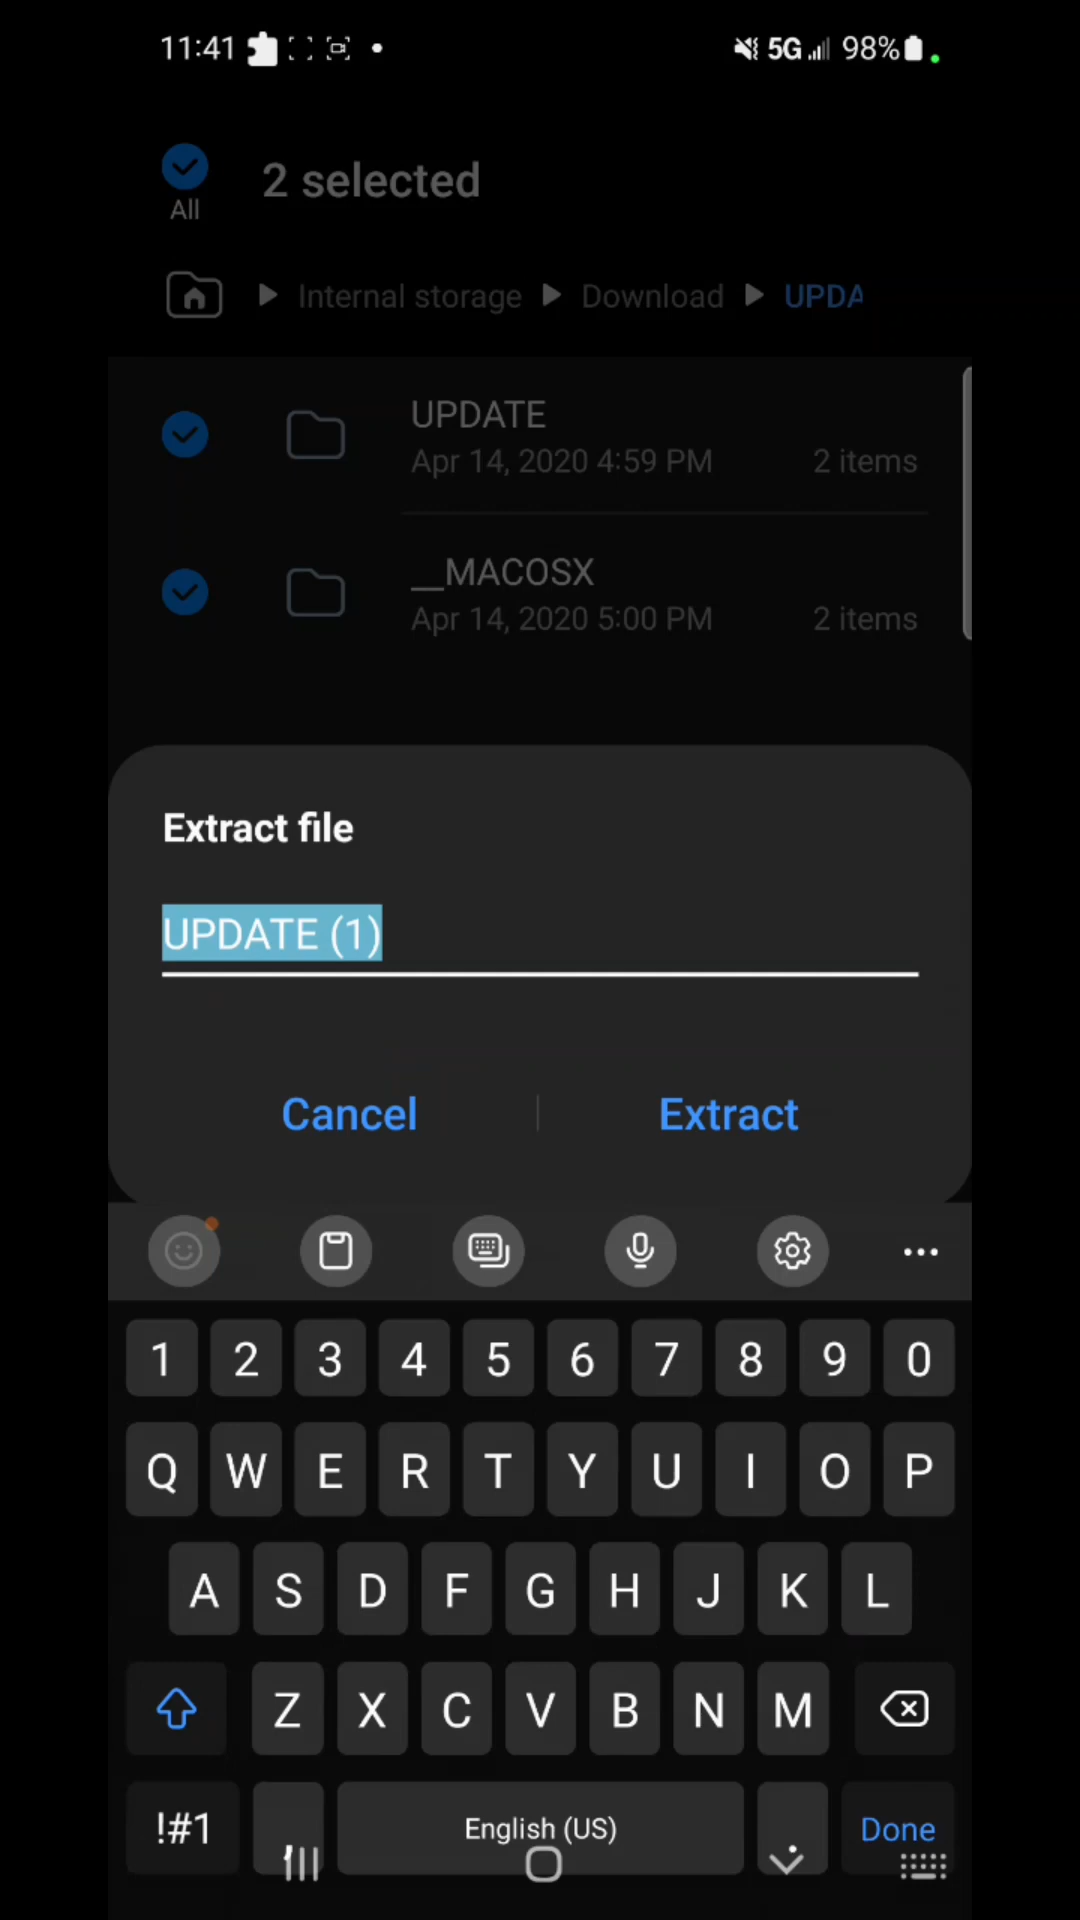 11:41 5G 98%
2 selected
All
Internal storage Download UPDA
UPDATE
Apr 14, 2020 4:59 PM 2 items
__MACOSX
Apr 14, 2020 5:00 PM 2 items
Extract file
UPDATE (1)
Cancel Extract
1 2 3 4 5 6 7 8 9 0
Q W E R T Y U I O P
A S D F G H J K L
Z X C V B N M
!#1 , English (US) . Done